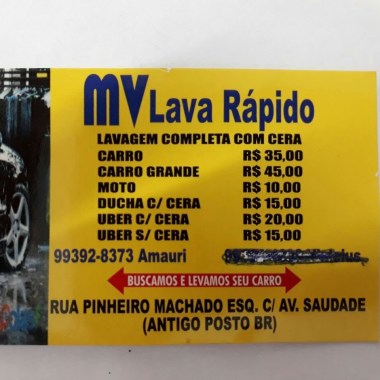 MV Lava Rápido
LAVAGEM COMPLETA COM CERA
CARRO R$ 35,00
CARRO GRANDE R$ 45,00
MOTO R$ 10,00
DUCHA C/ CERA R$ 15,00
UBER C/ CERA R$ 20,00
UBER S/ CERA R$ 15,00
99392-8373 Amauri
BUSCAMOS E LEVAMOS SEU CARRO
RUA PINHEIRO MACHADO ESQ. C/ AV. SAUDADE
(ANTIGO POSTO BR)